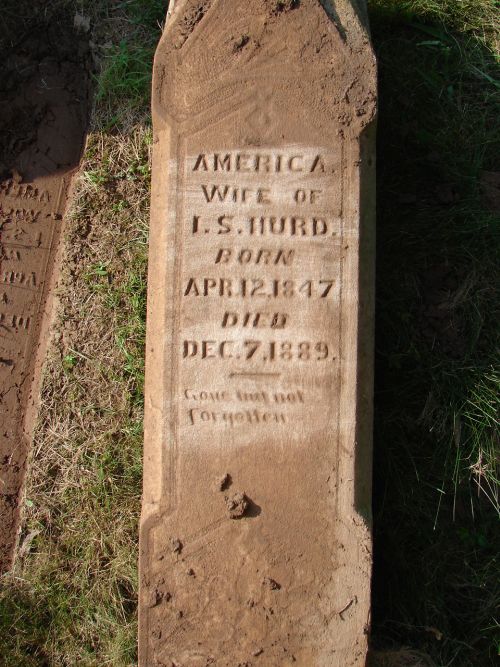 AMERICA.
WIFE OF
I. S. HURD.
BORN
APR. 12, 1847
DIED
DEC. 7, 1889.
Gone but not
forgotten